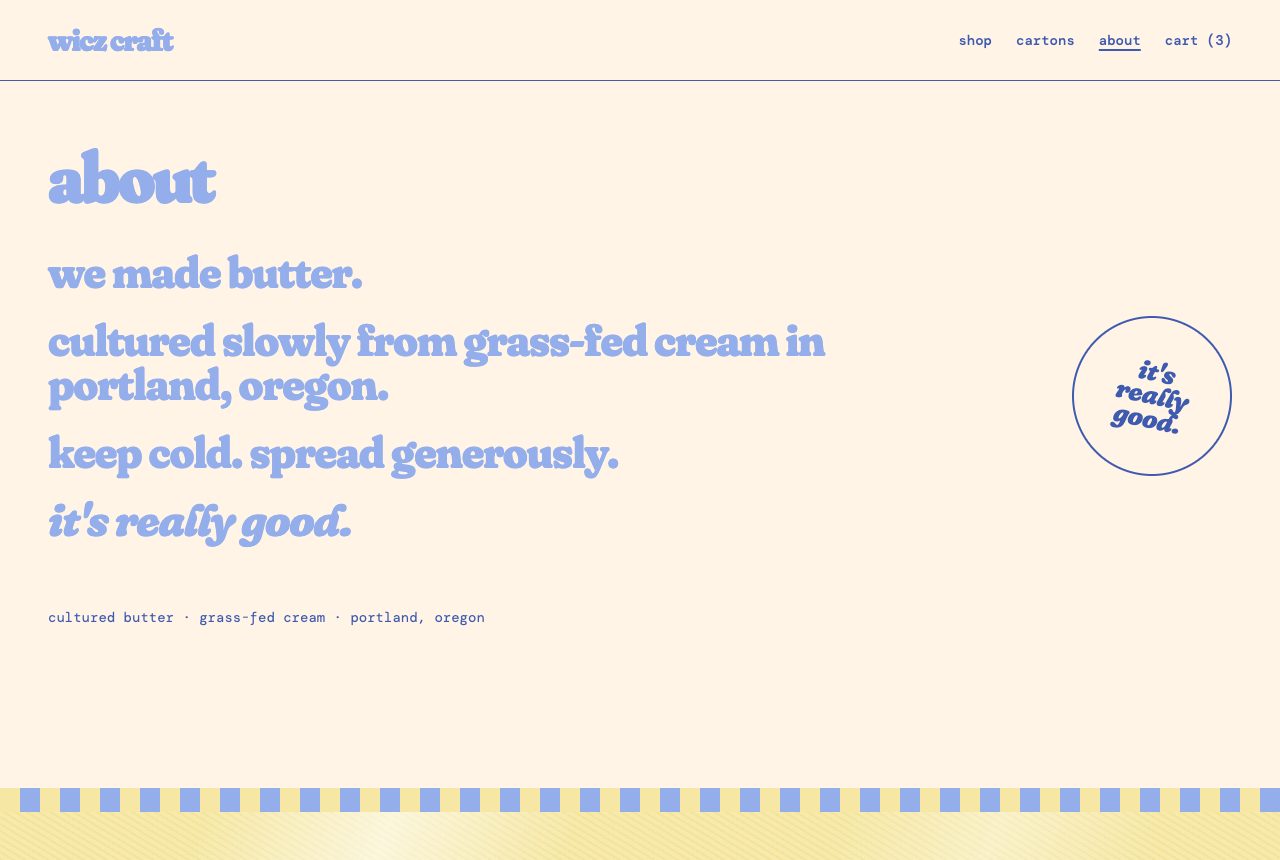 wicz craft
shop cartons about cart (3)
about
we made butter.
cultured slowly from grass-fed cream in
portland, oregon.
keep cold. spread generously.
it's really good.
it's
really
good.
cultured butter · grass-fed cream · portland, oregon